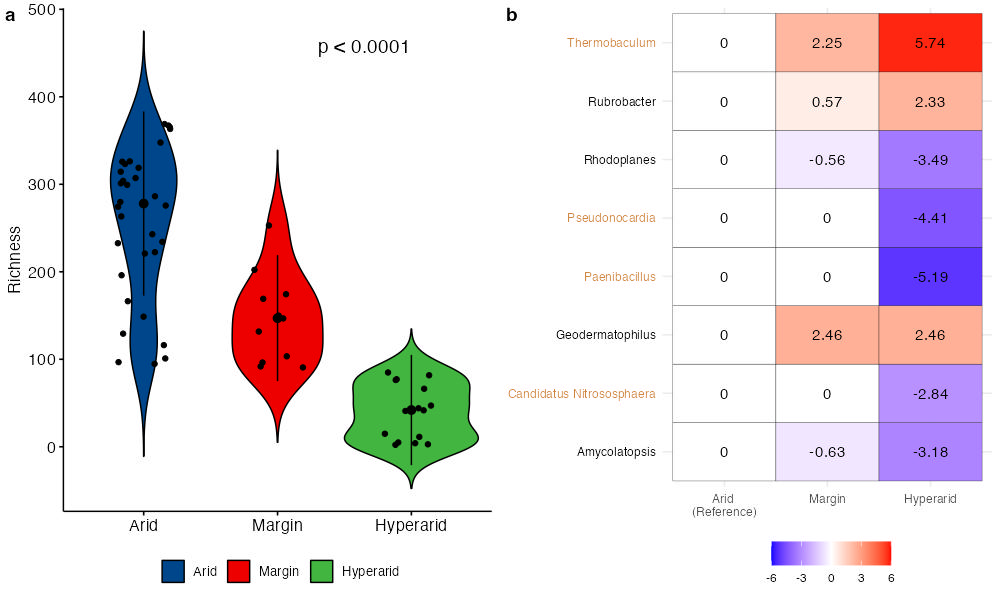 a
500
400
300
200
100
0
Richness
p < 0.0001
Arid
Margin
Hyperarid
Arid
Margin
Hyperarid
b
Thermobaculum 0 2.25 5.74
Rubrobacter 0 0.57 2.33
Rhodoplanes 0 -0.56 -3.49
Pseudonocardia 0 0 -4.41
Paenibacillus 0 0 -5.19
Geodermatophilus 0 2.46 2.46
Candidatus Nitrososphaera 0 0 -2.84
Amycolatopsis 0 -0.63 -3.18
Arid
(Reference)
Margin
Hyperarid
-6 -3 0 3 6